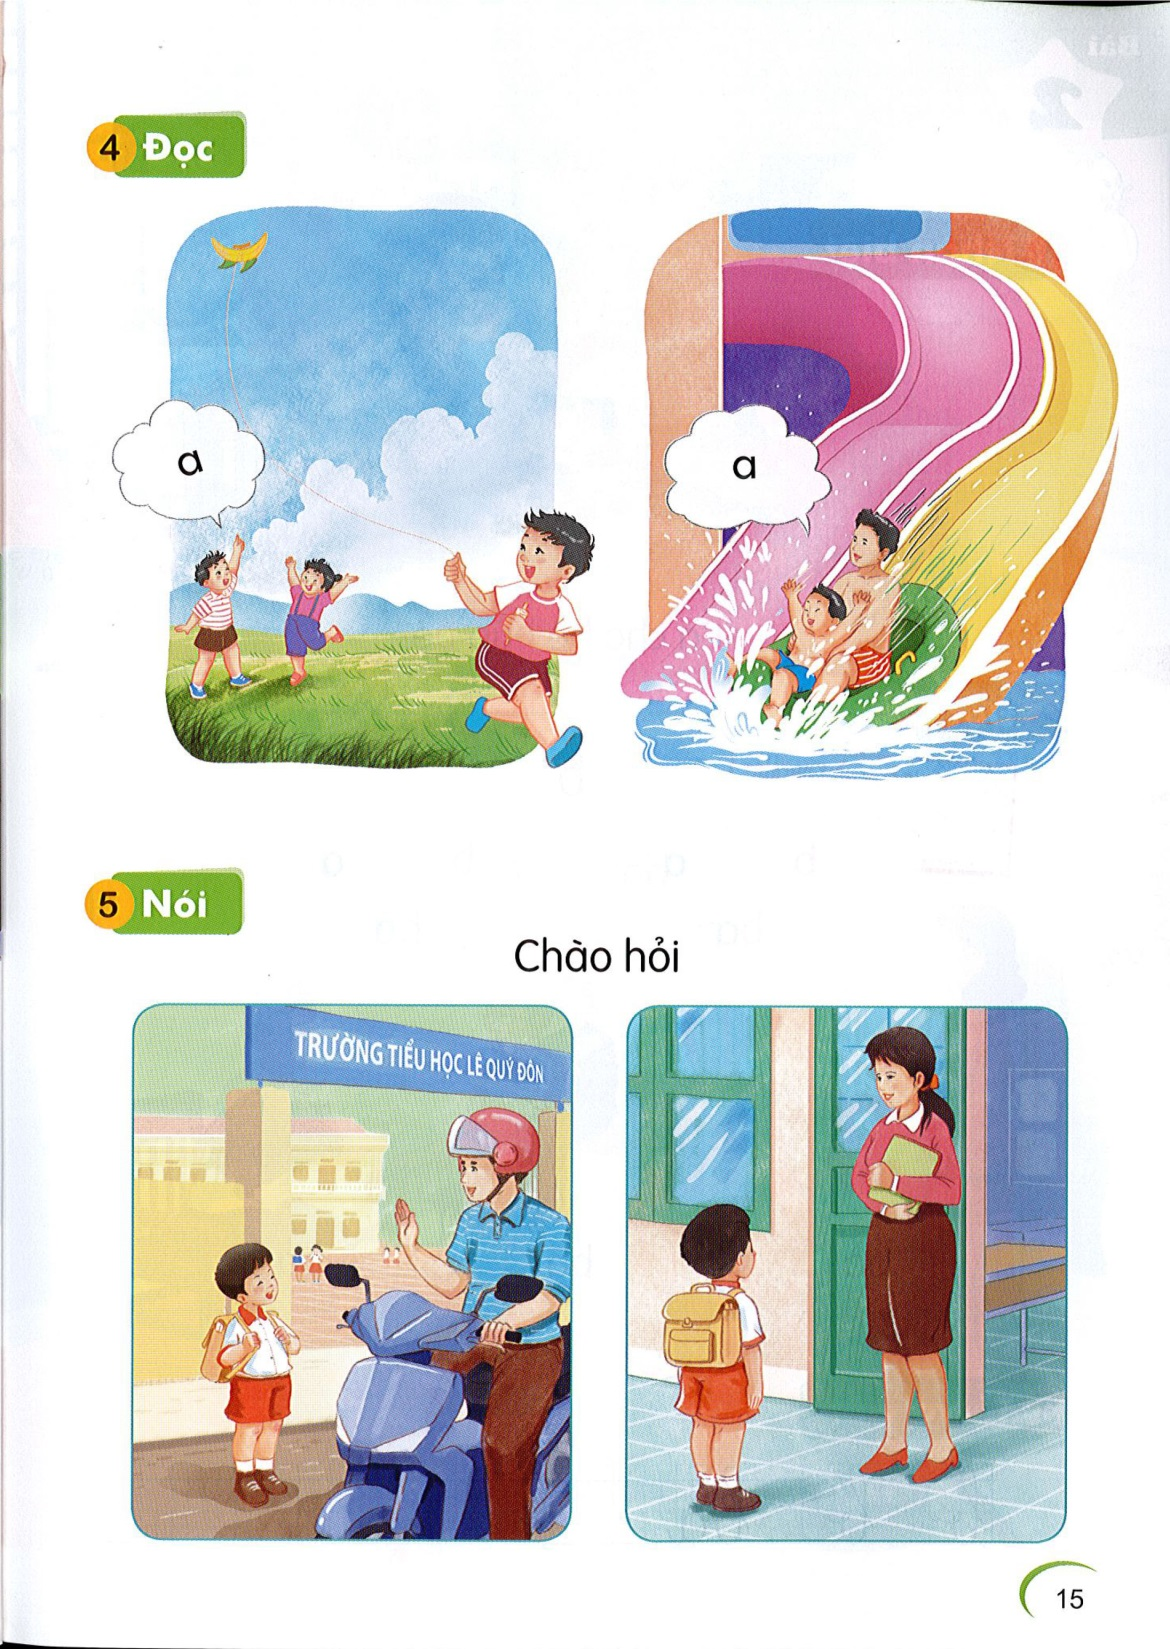 4 Đọc
a
a
5 Nói
Chào hỏi
TRƯỜNG TIỂU HỌC LÊ QUÝ ĐÔN
15